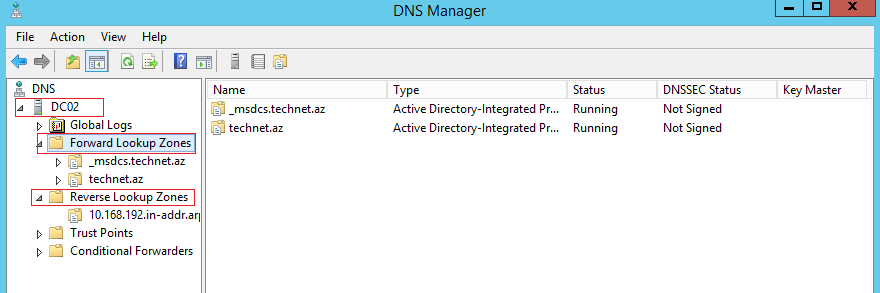 DNS Manager
File Action View Help
DNS
DC02
Global Logs
Forward Lookup Zones
_msdcs.technet.az
technet.az
Reverse Lookup Zones
10.168.192.in-addr.arp
Trust Points
Conditional Forwarders
Name Type Status DNSSEC Status Key Master
_msdcs.technet.az Active Directory-Integrated Pr... Running Not Signed
technet.az Active Directory-Integrated Pr... Running Not Signed